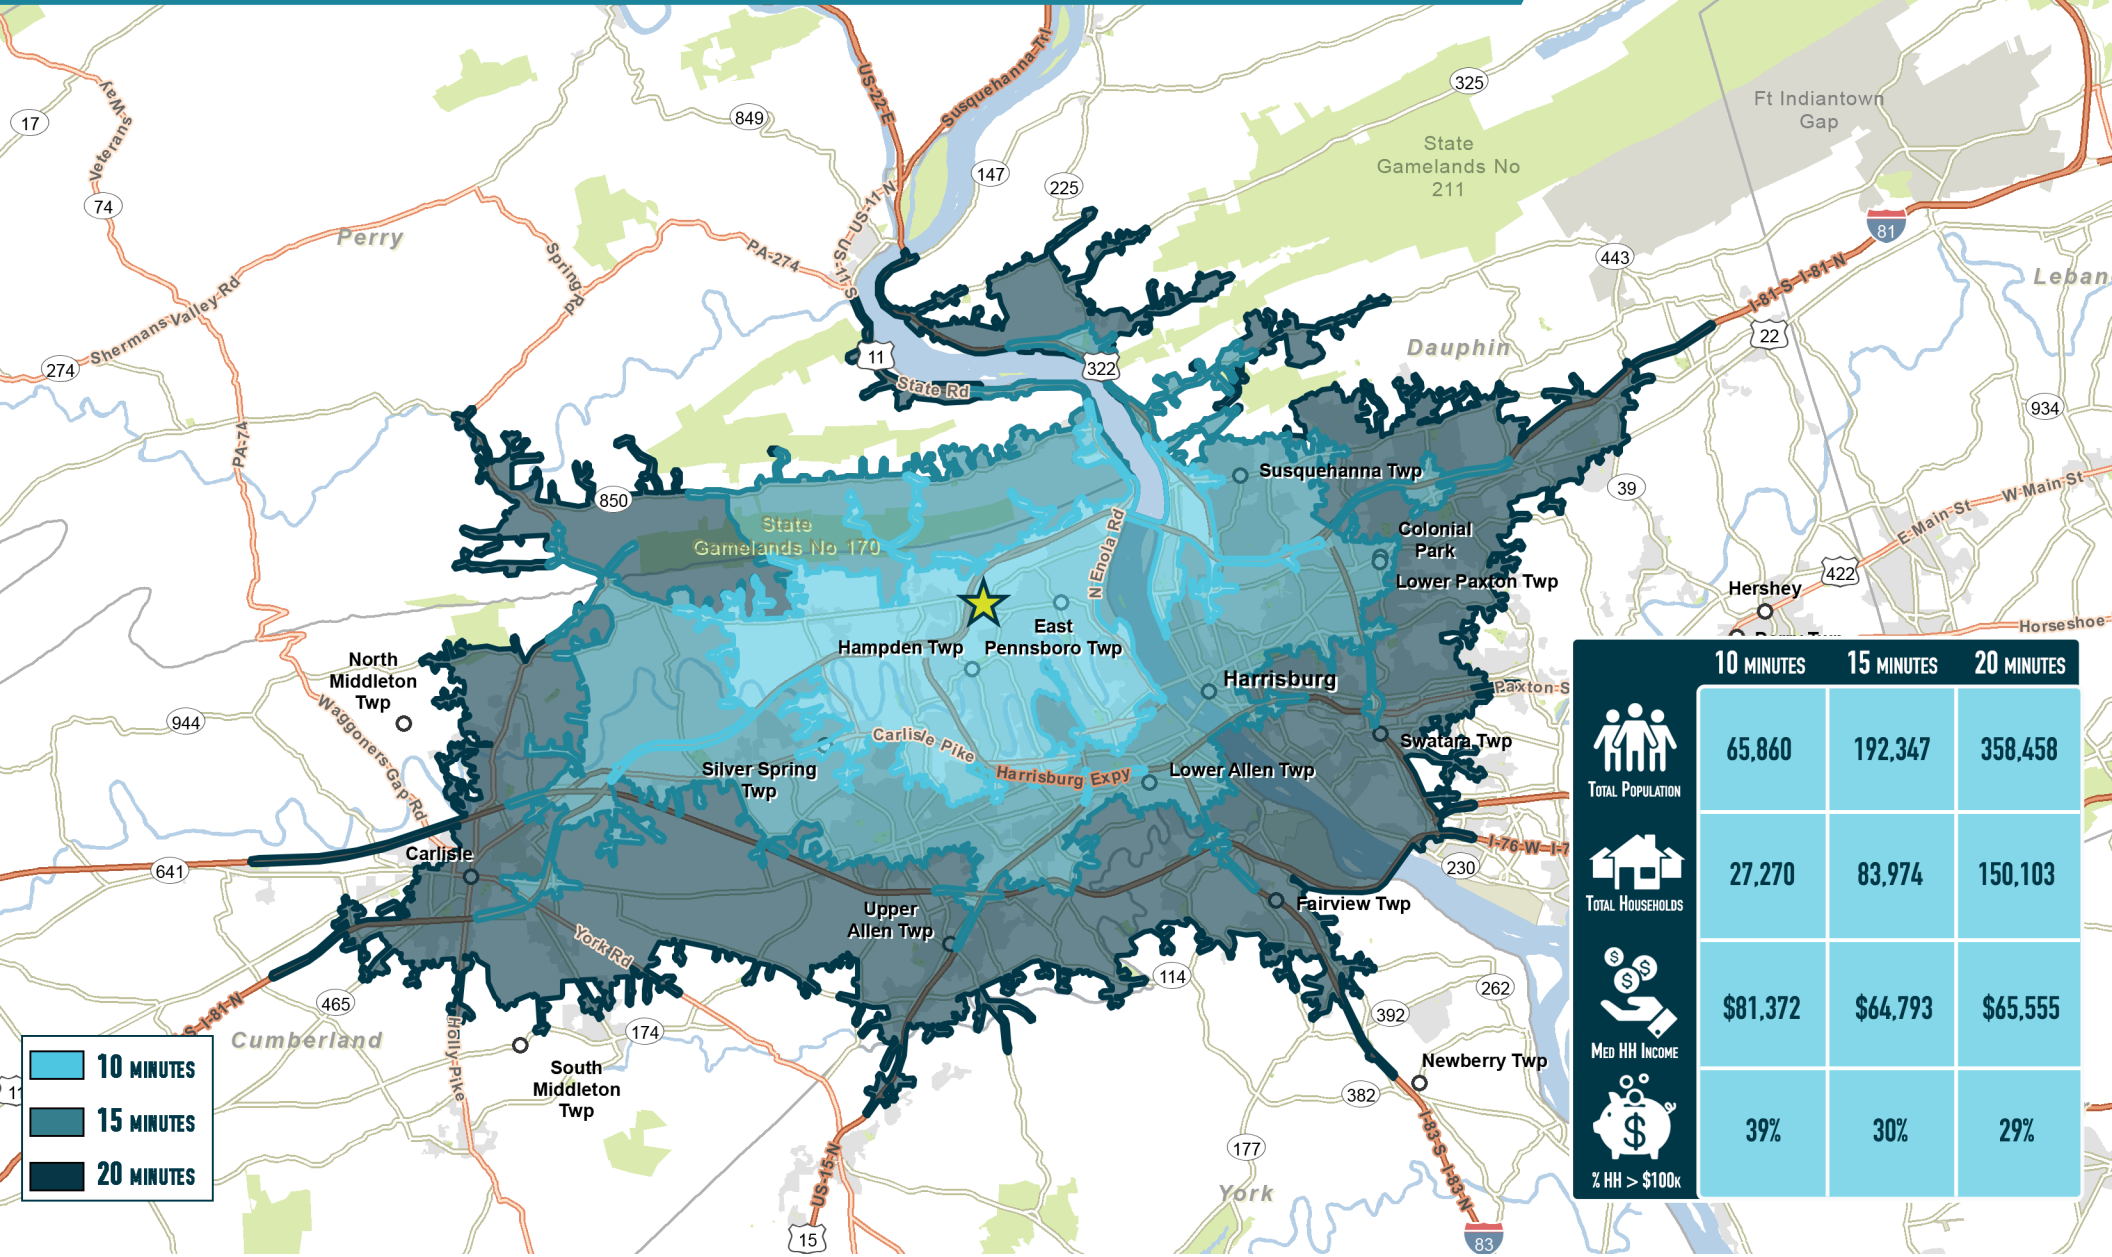 US-22-E
Susquehanna Trl
Veterans Way
17
849
325
Ft Indiantown
Gap
State
Gamelands No
211
147
225
74
US-11-N
US-11-S
81
Perry
PA-274
Spring Rd
443
I-81-S-I-81-N
Shermans Valley Rd
22
11
Dauphin
274
322
State Rd
934
PA-74
Susquehanna Twp
39
W Main St
850
State
Gamelands No 170
Colonial
Park
E Main St
N Enola Rd
422
Lower Paxton Twp
Hershey
East
Pennsboro Twp
Hampden Twp
Horseshoe
North
Middleton
Twp
Harrisburg
944
Waggoners Gap Rd
Carlisle Pike
Swatara Twp
Silver Spring
Twp
Harrisburg Expy
Lower Allen Twp
Carlisle
641
I-76-W
230
Upper
Allen Twp
Fairview Twp
York Rd
114
465
262
174
392
Cumberland
Holly-Pike
South
Middleton
Twp
Newberry Twp
382
I-83-S-I-83-N
177
US-15-N
York
15
83
10 MINUTES
15 MINUTES
20 MINUTES
10 MINUTES 15 MINUTES 20 MINUTES
TOTAL POPULATION 65,860 192,347 358,458
TOTAL HOUSEHOLDS 27,270 83,974 150,103
MED HH INCOME $81,372 $64,793 $65,555
% HH > $100K 39% 30% 29%